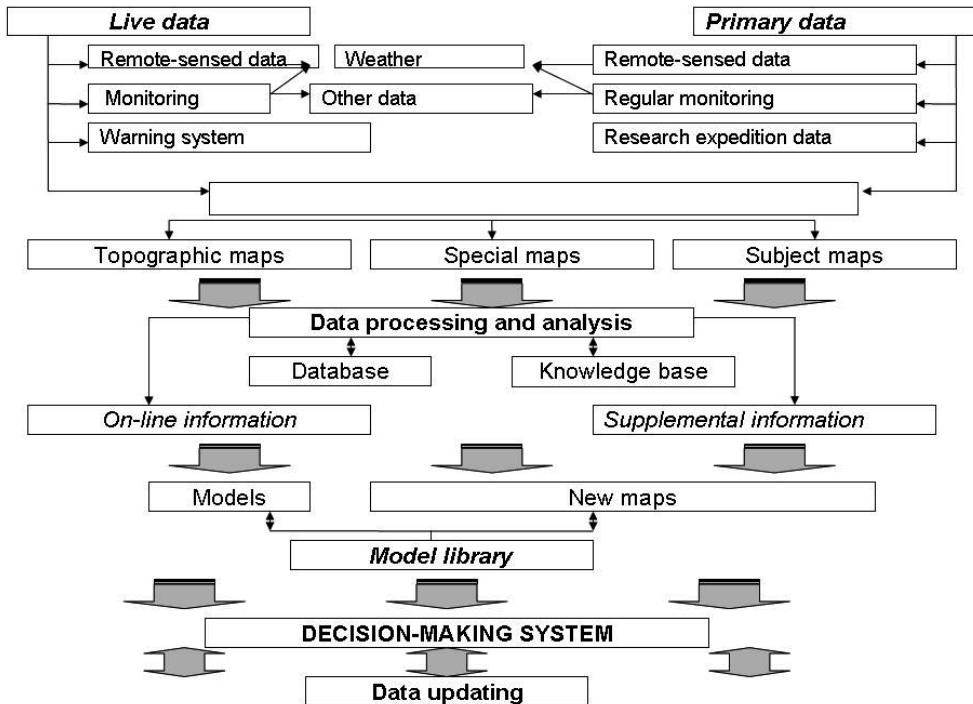 Live data
Primary data
Remote-sensed data
Weather
Remote-sensed data
Monitoring
Other data
Regular monitoring
Warning system
Research expedition data
Topographic maps
Special maps
Subject maps
Data processing and analysis
Database
Knowledge base
On-line information
Supplemental information
Models
New maps
Model library
DECISION-MAKING SYSTEM
Data updating